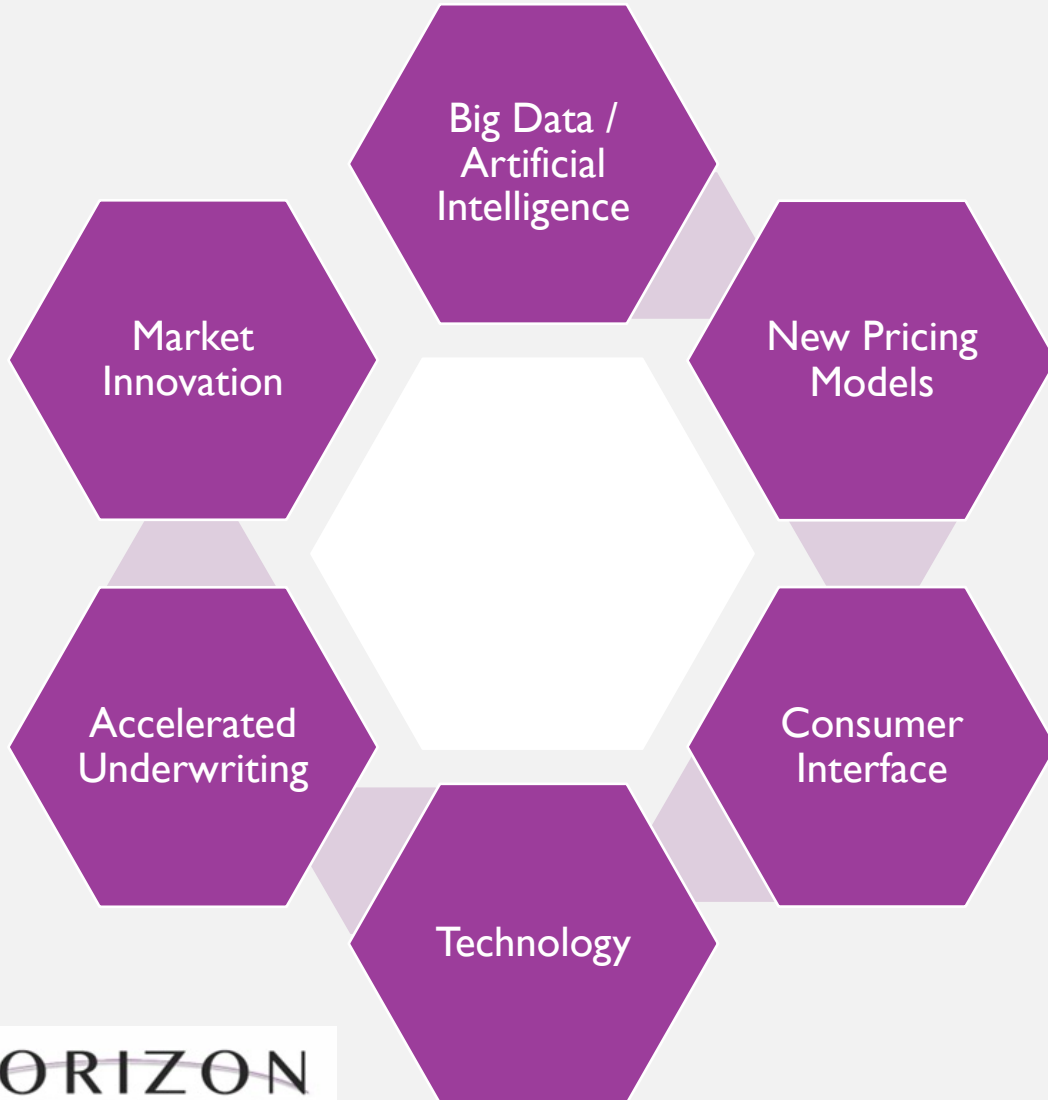 Big Data /
Artificial
Intelligence
New Pricing
Models
Consumer
Interface
Technology
Accelerated
Underwriting
Market
Innovation
ORIZON